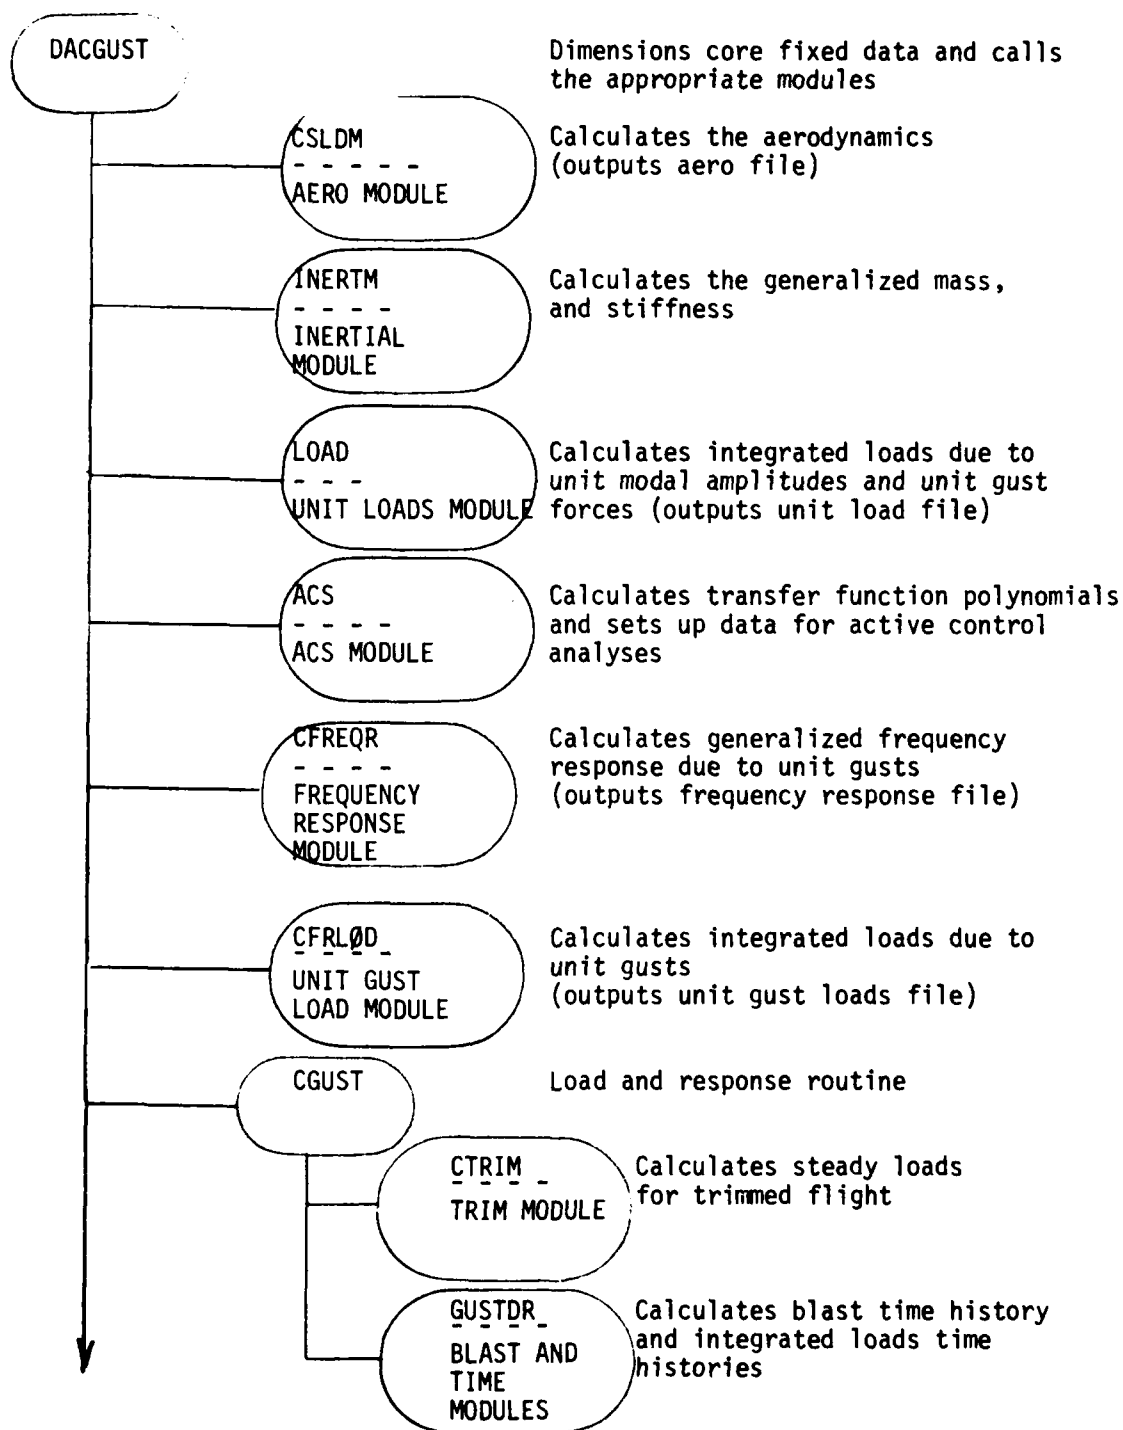 DACGUST
Dimensions core fixed data and calls
the appropriate modules
CSLDM
- - - - -
AERO MODULE
Calculates the aerodynamics
(outputs aero file)
INERTM
- - - -
INERTIAL
MODULE
Calculates the generalized mass,
and stiffness
LOAD
- - -
UNIT LOADS MODULE
Calculates integrated loads due to
unit modal amplitudes and unit gust
forces (outputs unit load file)
ACS
- - - -
ACS MODULE
Calculates transfer function polynomials
and sets up data for active control
analyses
CFREQR
- - - -
FREQUENCY
RESPONSE
MODULE
Calculates generalized frequency
response due to unit gusts
(outputs frequency response file)
CFRLØD
- - - -
UNIT GUST
LOAD MODULE
Calculates integrated loads due to
unit gusts
(outputs unit gust loads file)
CGUST
Load and response routine
CTRIM
- - - -
TRIM MODULE
Calculates steady loads
for trimmed flight
GUSTDR
- - - -
BLAST AND
TIME
MODULES
Calculates blast time history
and integrated loads time
histories